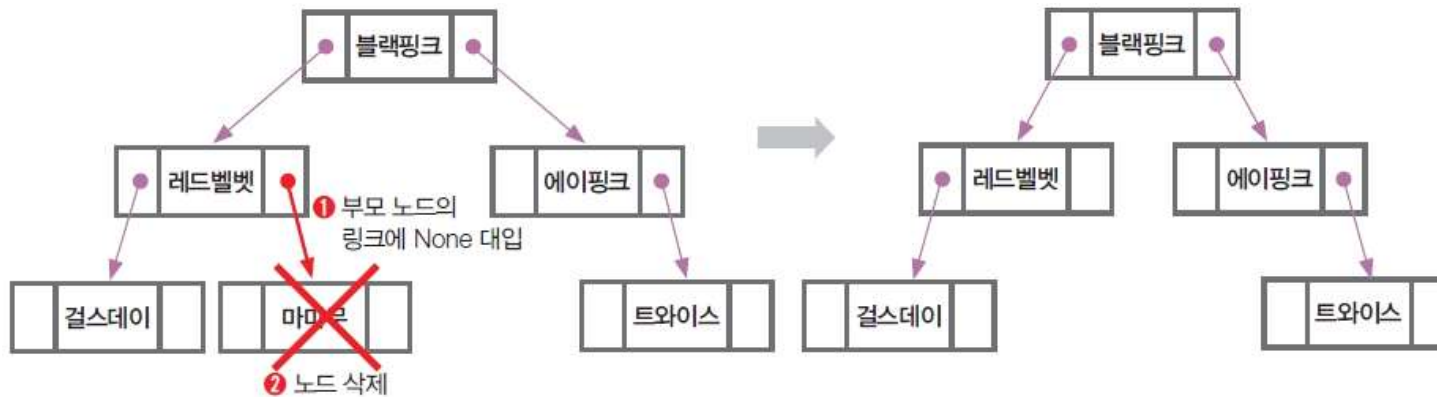 블랙핑크
블랙핑크
레드벨벳
에이핑크
레드벨벳
에이핑크
❶ 부모 노드의
링크에 None 대입
걸스데이
마마무
트와이스
걸스데이
트와이스
❷ 노드 삭제